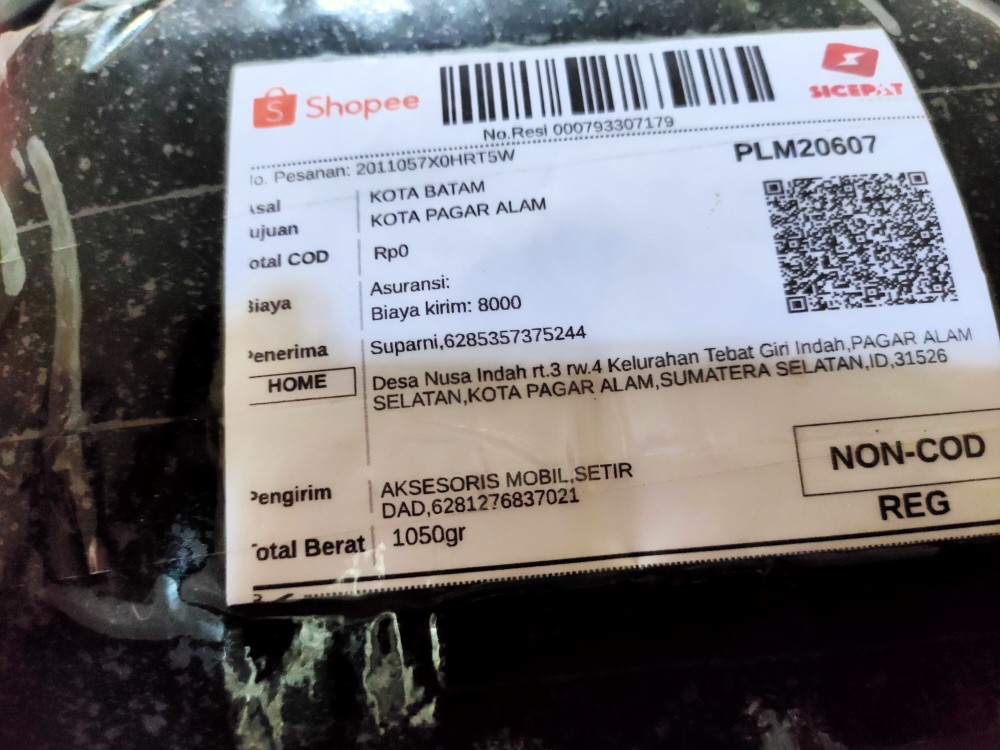 Shopee
SICEPAT
No.Resi 000793307179
lo. Pesanan: 2011057X0HRT5W
PLM20607
sal KOTA BATAM
ujuan KOTA PAGAR ALAM
otal COD Rp0
Asuransi:
iaya
Biaya kirim: 8000
enerima Suparni,6285357375244
HOME
Desa Nusa Indah rt.3 rw.4 Kelurahan Tebat Giri Indah,PAGAR ALAM
SELATAN,KOTA PAGAR ALAM,SUMATERA SELATAN,ID,31526
NON-COD
REG
engirim AKSESORIS MOBIL,SETIR
DAD,6281276837021
otal Berat 1050gr